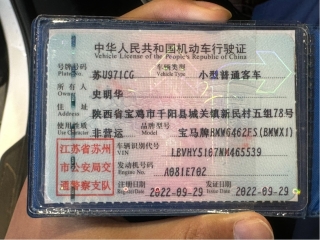 中华人民共和国机动车行驶证
Vehicle License of the People's Republic of China
号牌号码 苏U971CG 车辆类型 小型普通客车
Plate No. Vehicle Type
所有人 史明华
Owner
住址 陕西省宝鸡市千阳县城关镇新民村五组78号
Address
使用性质 非营运 品牌型号 宝马牌BMW6462FS(BMWX1)
Use Character Model
江苏省苏州 车辆识别代号 LBVHY5107NM465539
VIN
市公安局交 发动机号码 A081E702
Engine No.
通警察支队 注册日期 2022-09-29 发证日期 2022-09-29
Register Date Issue Date